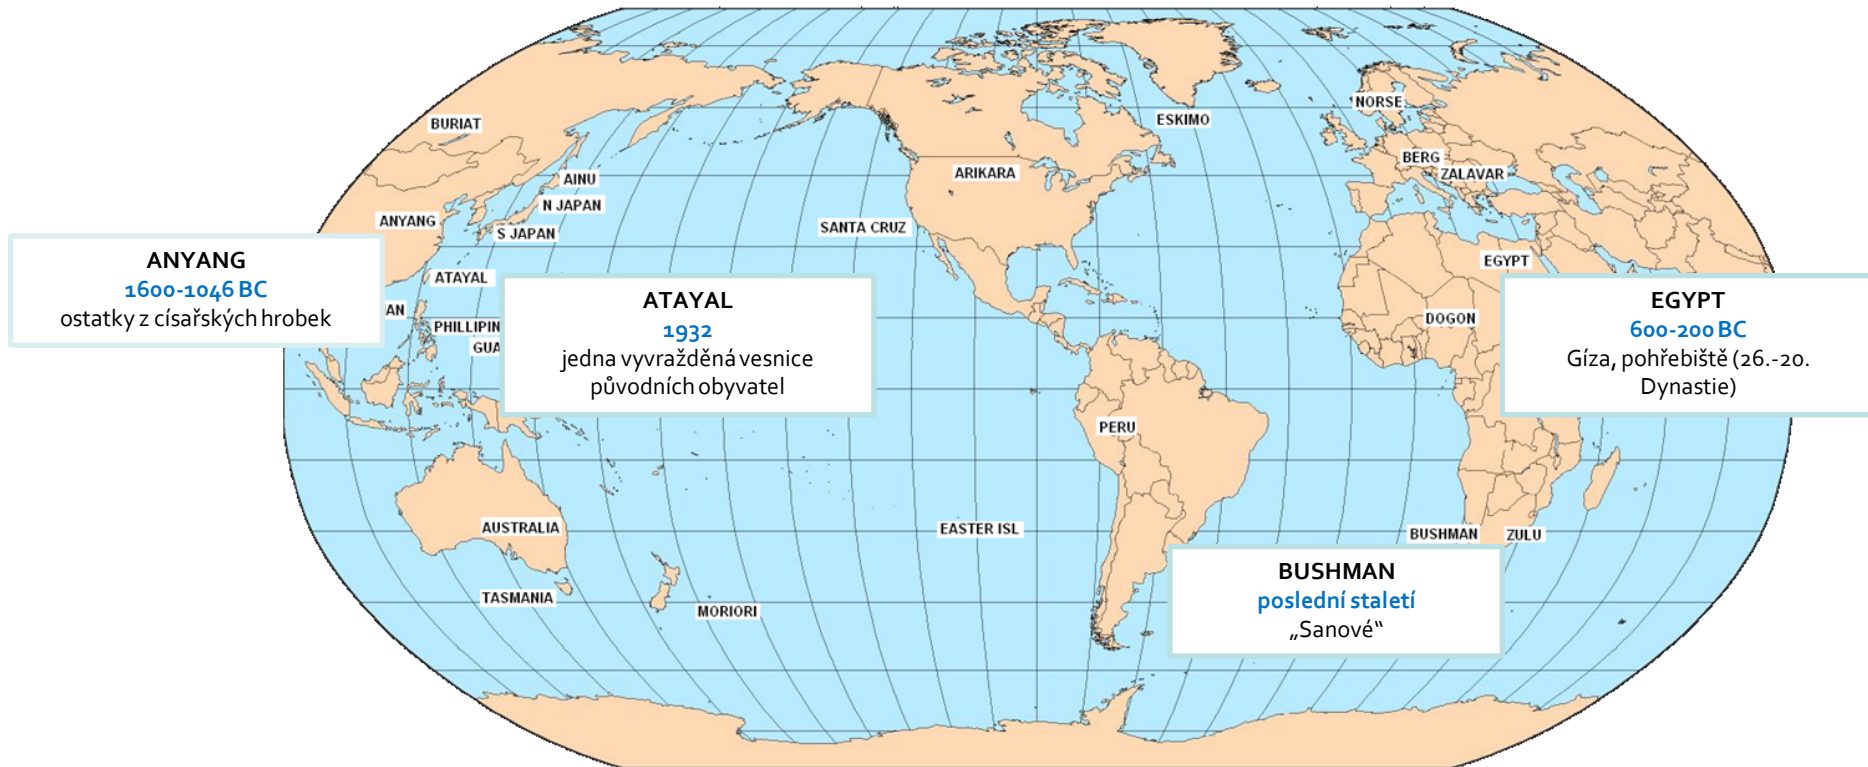 NORSE
ESKIMO
BURIAT
BERG
ARIKARA
ZALAVAR
AINU
N JAPAN
ANYANG
SANTA CRUZ
S JAPAN
ANYANG
1600-1046 BC
ostatky z císařských hrobek
EGYPT
ATAYAL
ATAYAL
1932
jedna vyvražděná vesnice
původních obyvatel
EGYPT
600-200 BC
Gíza, pohřebiště (26.-20.
Dynastie)
DOGON
PERU
AUSTRALIA
EASTER ISL
BUSHMAN
ZULU
BUSHMAN
poslední staletí
„Sanové“
TASMANIA
MORIORI